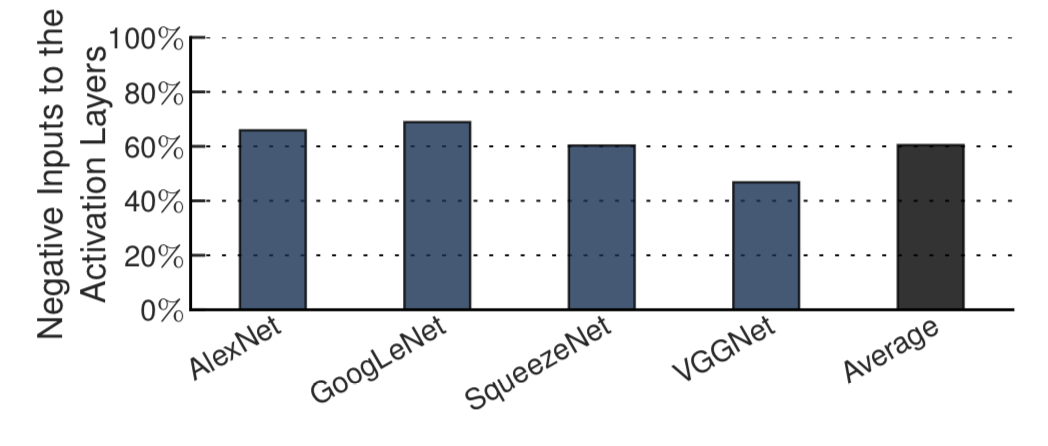 Negative Inputs to the
Activation Layers
100%
80%
60%
40%
20%
0%
AlexNet
GoogLeNet
SqueezeNet
VGGNet
Average